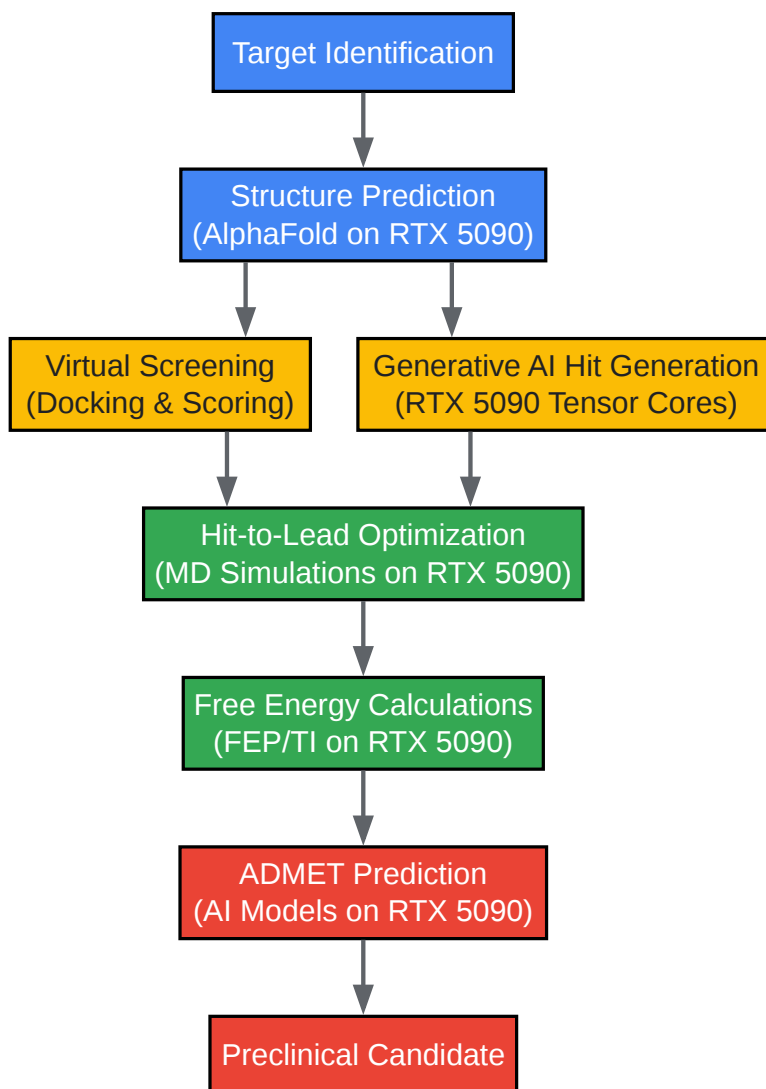 Target Identification
Structure Prediction
(AlphaFold on RTX 5090)
Virtual Screening
(Docking & Scoring)
Generative AI Hit Generation
(RTX 5090 Tensor Cores)
Hit-to-Lead Optimization
(MD Simulations on RTX 5090)
Free Energy Calculations
(FEP/TI on RTX 5090)
ADMET Prediction
(AI Models on RTX 5090)
Preclinical Candidate